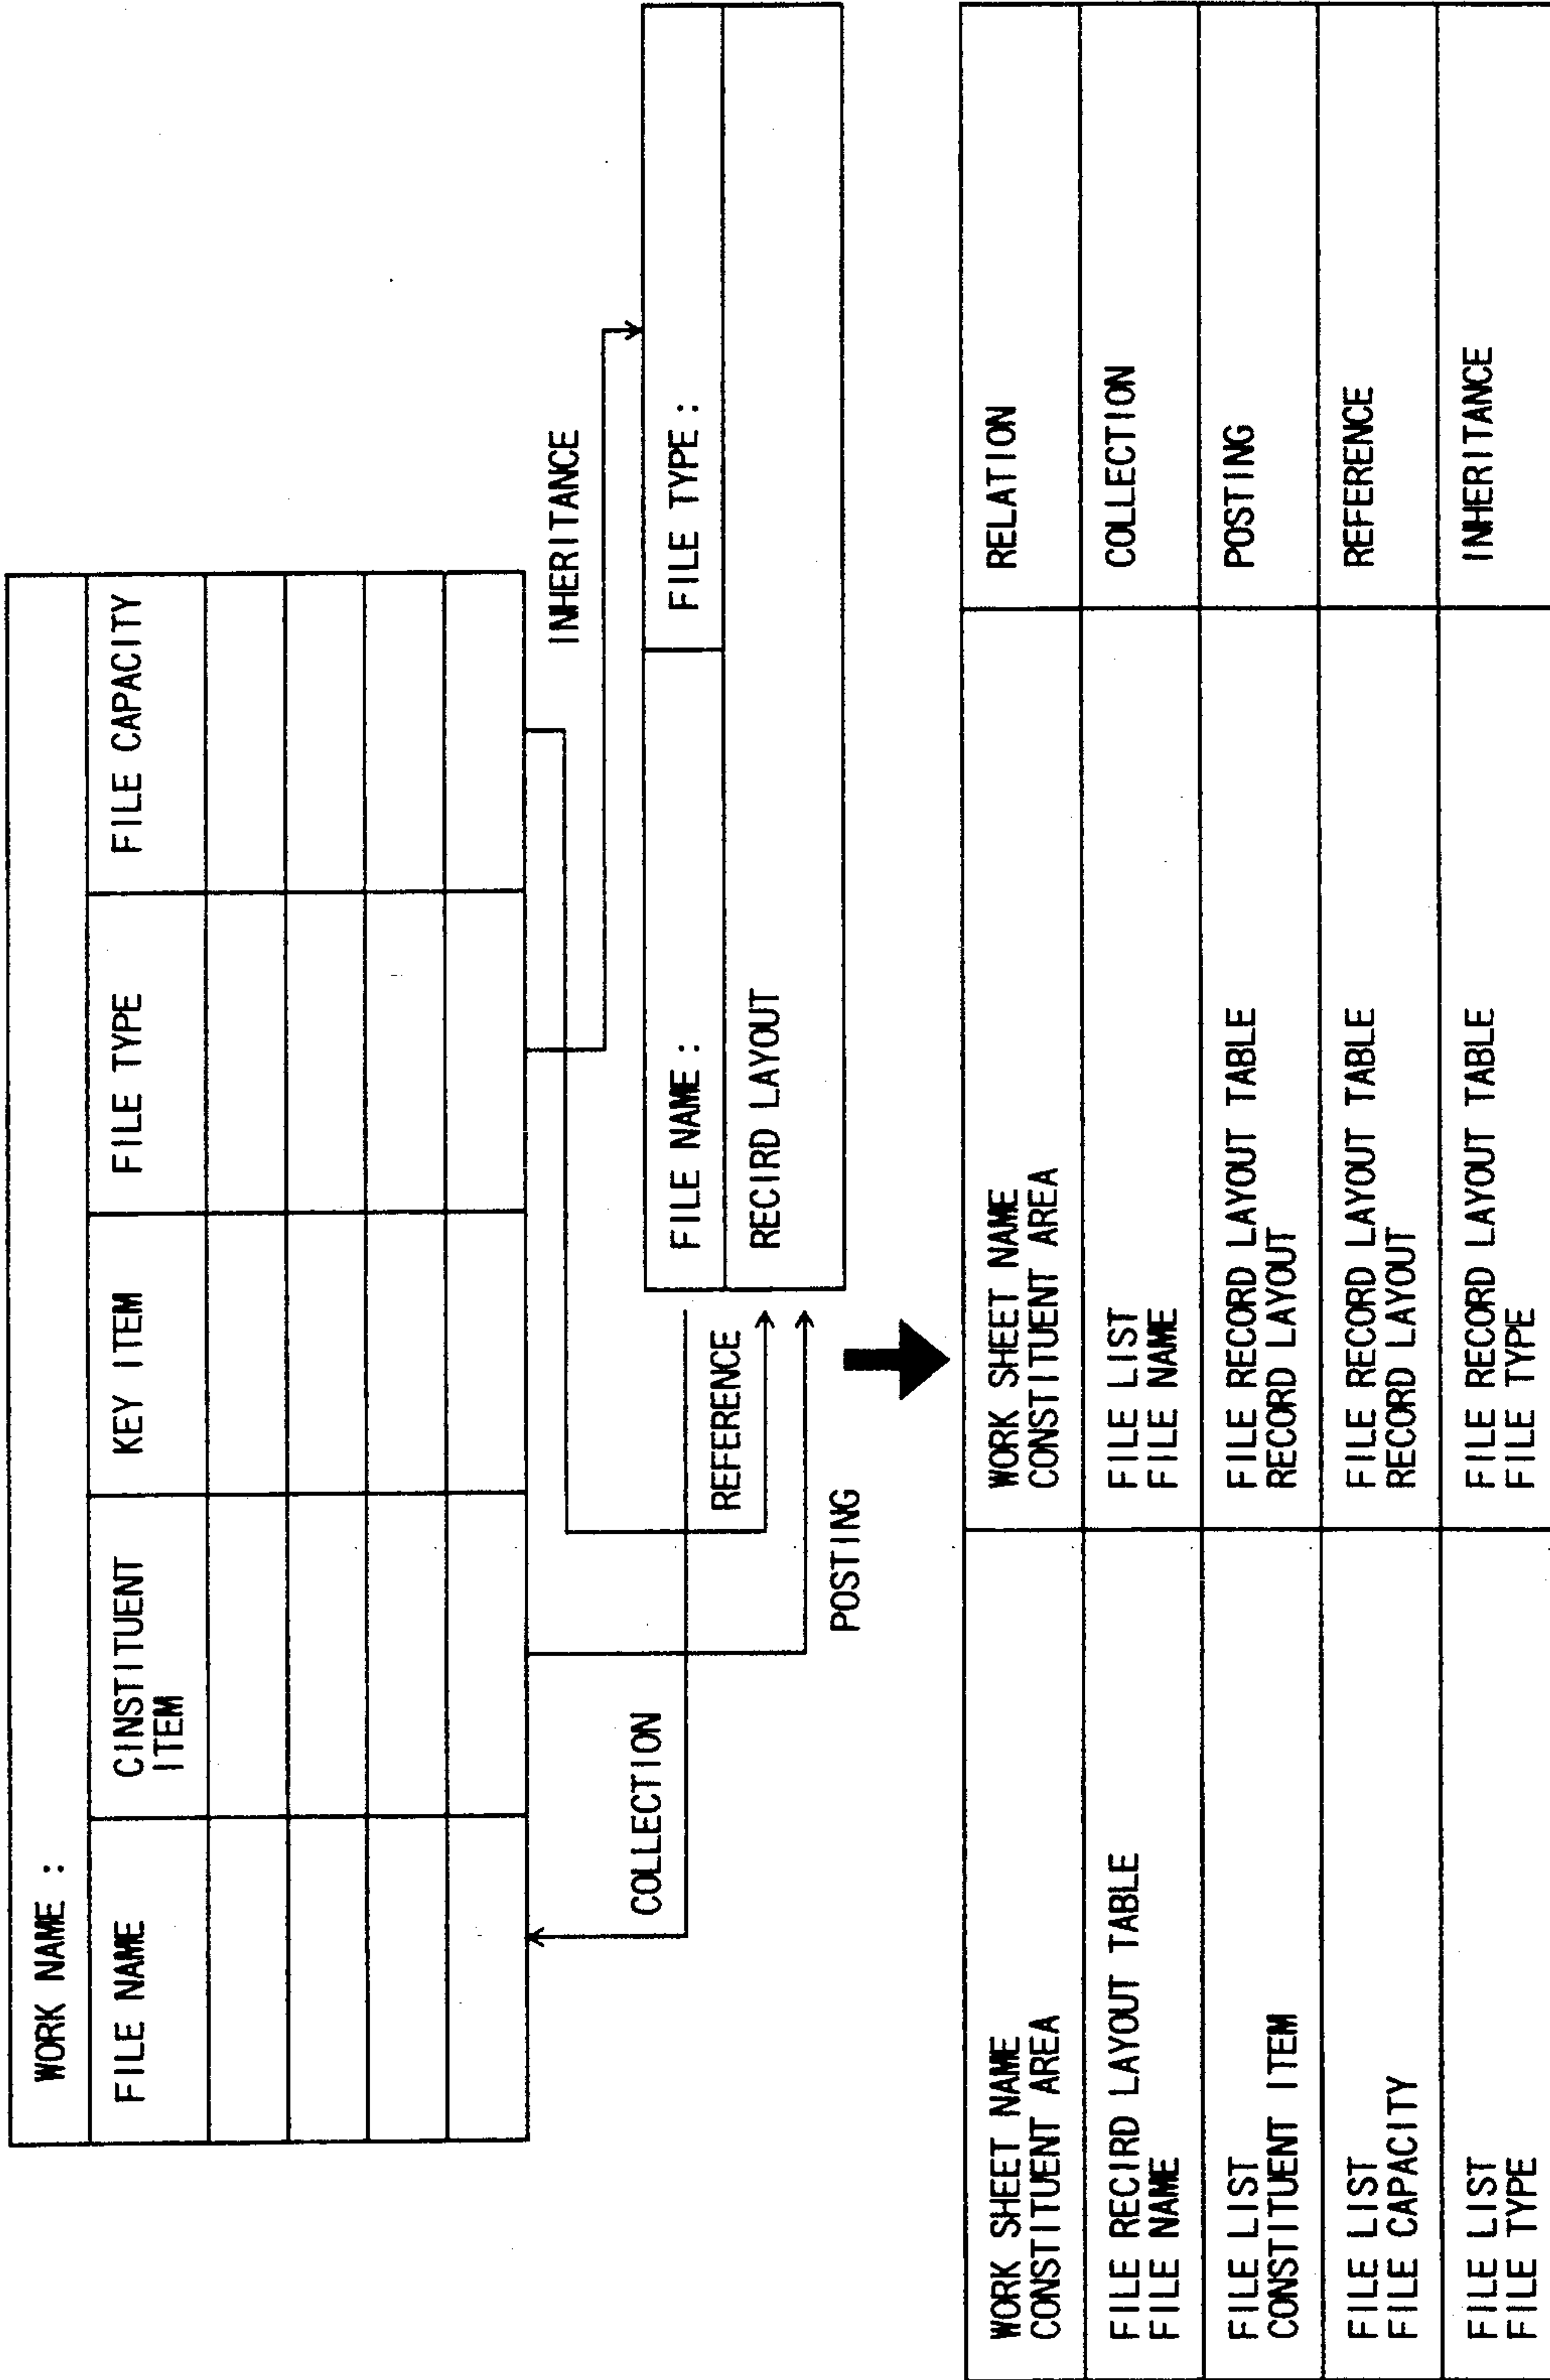 WORK NAME :
FILE NAME
CINSTITUENT
ITEM
KEY ITEM
FILE TYPE
FILE CAPACITY
INHERITANCE
COLLECTION
REFERENCE
POSTING
FILE NAME :
FILE TYPE :
RECIRD LAYOUT
WORK SHEET NAME
CONSTITUENT AREA
WORK SHEET NAME
CONSTITUENT AREA
RELATION
FILE RECIRD LAYOUT TABLE
FILE NAME
FILE LIST
FILE NAME
COLLECTION
FILE LIST
CONSTITUENT ITEM
FILE RECORD LAYOUT TABLE
RECORD LAYOUT
POSTING
FILE LIST
FILE CAPACITY
FILE RECORD LAYOUT TABLE
RECORD LAYOUT
REFERENCE
FILE LIST
FILE TYPE
FILE RECORD LAYOUT TABLE
FILE TYPE
INHERITANCE